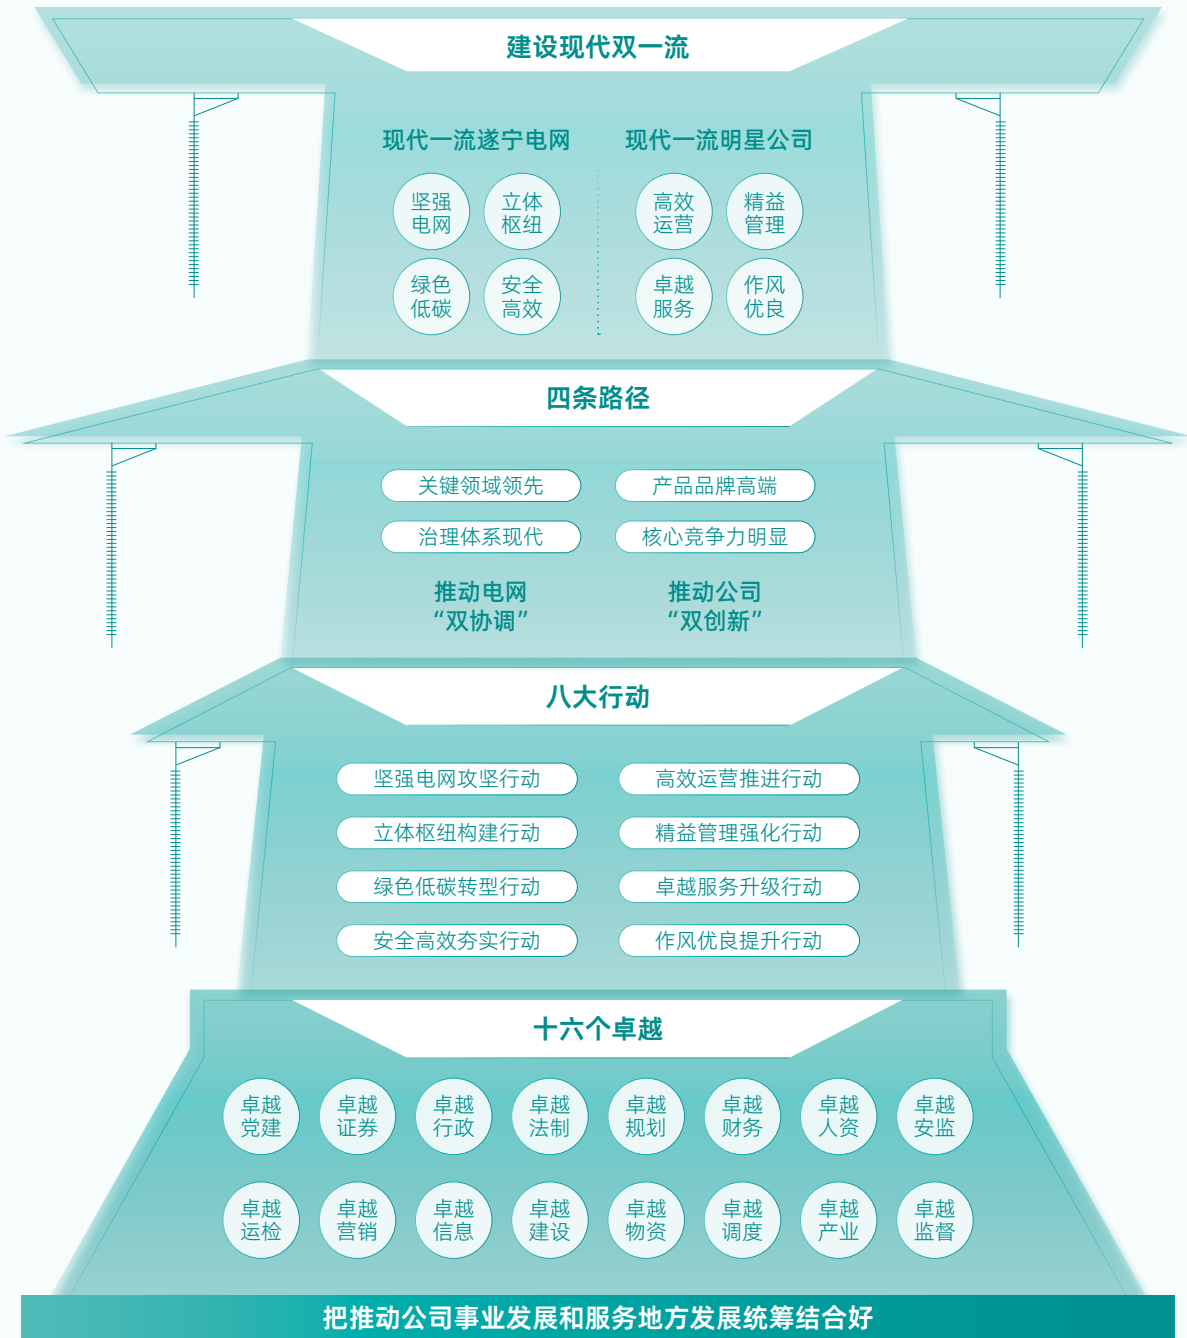 建设现代双一流
现代一流遂宁电网
现代一流明星公司
坚强
电网
立体
枢纽
高效
运营
精益
管理
绿色
低碳
安全
高效
卓越
服务
作风
优良
四条路径
关键领域领先
产品品牌高端
治理体系现代
核心竞争力明显
推动电网
“双协调”
推动公司
“双创新”
八大行动
坚强电网攻坚行动
高效运营推进行动
立体枢纽构建行动
精益管理强化行动
绿色低碳转型行动
卓越服务升级行动
安全高效夯实行动
作风优良提升行动
十六个卓越
卓越
党建
卓越
证券
卓越
行政
卓越
法制
卓越
规划
卓越
财务
卓越
人资
卓越
安监
卓越
运检
卓越
营销
卓越
信息
卓越
建设
卓越
物资
卓越
调度
卓越
产业
卓越
监督
把推动公司事业发展和服务地方发展统筹结合好